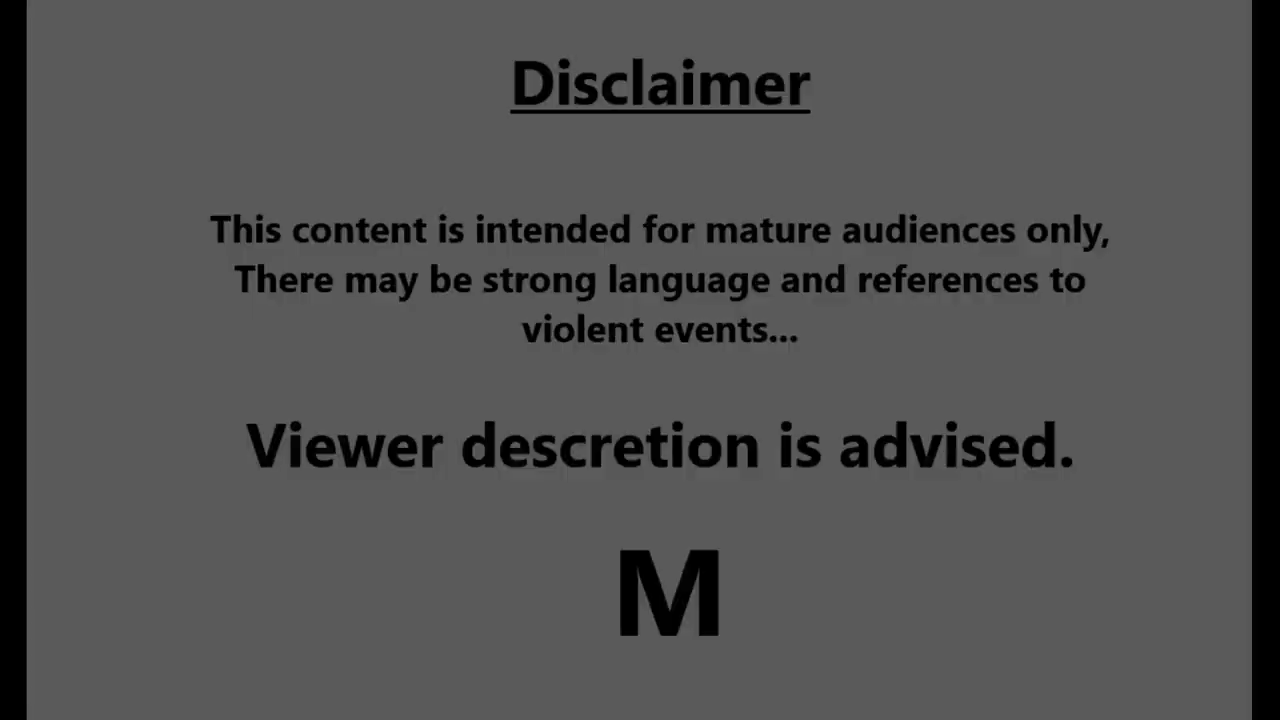 Disclaimer
This content is intended for mature audiences only,
There may be strong language and references to
violent events...
Viewer descretion is advised.
M